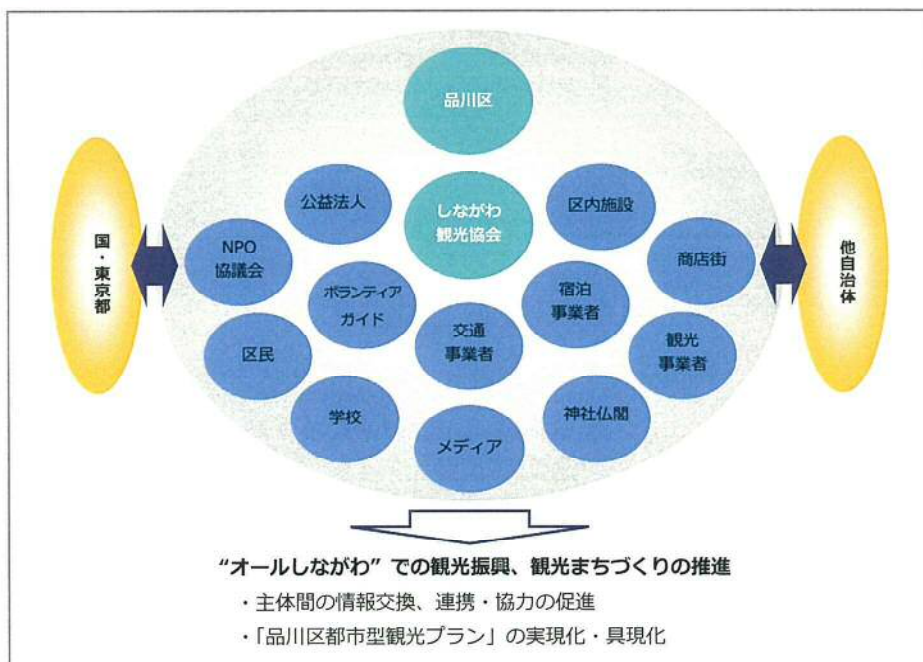 品川区
しながわ
観光協会
公益法人
区内施設
NPO
協議会
商店街
国・東京都
他自治体
ボランティア
ガイド
宿泊
事業者
交通
事業者
区民
観光
事業者
学校
神社仏閣
メディア
“オールしながわ”での観光振興、観光まちづくりの推進
・主体間の情報交換、連携・協力の促進
・「品川区都市型観光プラン」の実現化・具現化